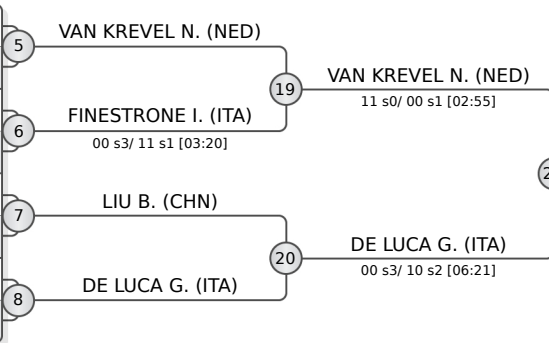 VAN KREVEL N. (NED)
5
19
VAN KREVEL N. (NED)
11 s0/ 00 s1 [02:55]
FINESTRONE I. (ITA)
6
00 s3/ 11 s1 [03:20]
LIU B. (CHN)
7
20
DE LUCA G. (ITA)
00 s3/ 10 s2 [06:21]
DE LUCA G. (ITA)
8